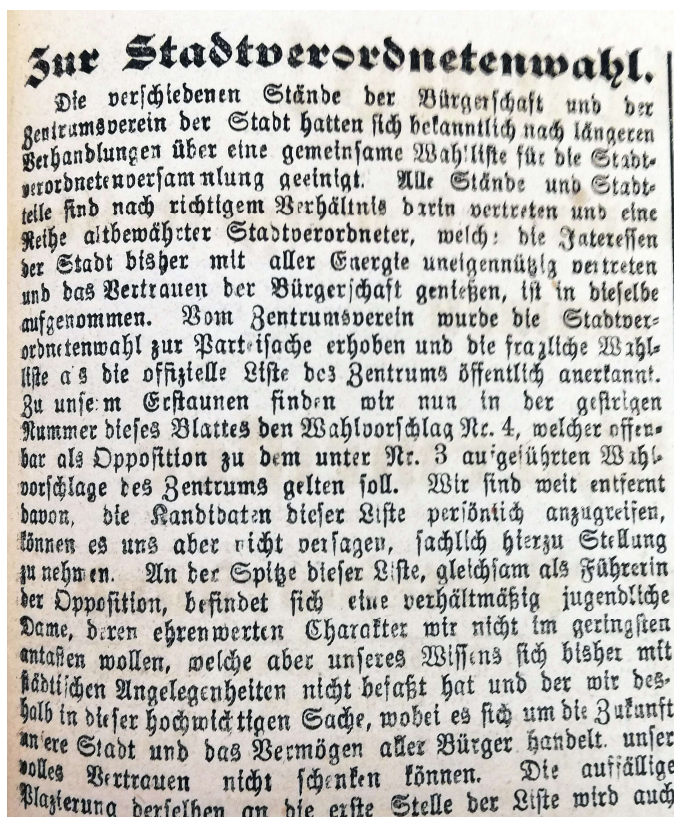 Zur Stadtverordnetenwahl.
Die verschiedenen Stände der Bürgerschaft und der
Zentrumsverein der Stadt hatten sich bekanntlich nach längeren
Verhandlungen über eine gemeinsame Wahlliste für die Stadt-
verordnetenversammlung geeinigt. Alle Stände und Stadt-
teile sind nach richtigem Verhältnis darin vertreten und eine
Reihe altbewährter Stadtverordneter, welche die Interessen
der Stadt bisher mit aller Energie uneigennützig vertreten
und das Vertrauen der Bürgerschaft genießen, ist in dieselbe
aufgenommen. Vom Zentrumsverein wurde die Stadtver-
ordnetenwahl zur Parteisache erhoben und die fragliche Wahl-
liste als die offizielle Liste des Zentrums öffentlich anerkannt.
Zu unserm Erstaunen finden wir nun in der gestrigen
Nummer dieses Blattes den Wahlvorschlag Nr. 4, welcher offen-
bar als Opposition zu dem unter Nr. 3 aufgeführten Wahl-
vorschlage des Zentrums gelten soll. Wir sind weit entfernt
davon, die Kandidaten dieser Liste persönlich anzugreifen,
können es uns aber nicht versagen, sachlich hierzu Stellung
zu nehmen. An der Spitze dieser Liste, gleichsam als Führerin
der Opposition, befindet sich eine verhältmäßig jugendliche
Dame, deren ehrenwerten Charakter wir nicht im geringsten
antasten wollen, welche aber unseres Wissens sich bisher mit
städtischen Angelegenheiten nicht befaßt hat und der wir des-
halb in dieser hochwichtigen Sache, wobei es sich um die Zukunft
unsere Stadt und das Vermögen aller Bürger handelt. unser
volles Vertrauen nicht schenken können. Die auffällige
Plazierung derselben an die erste Stelle der Liste wird auch